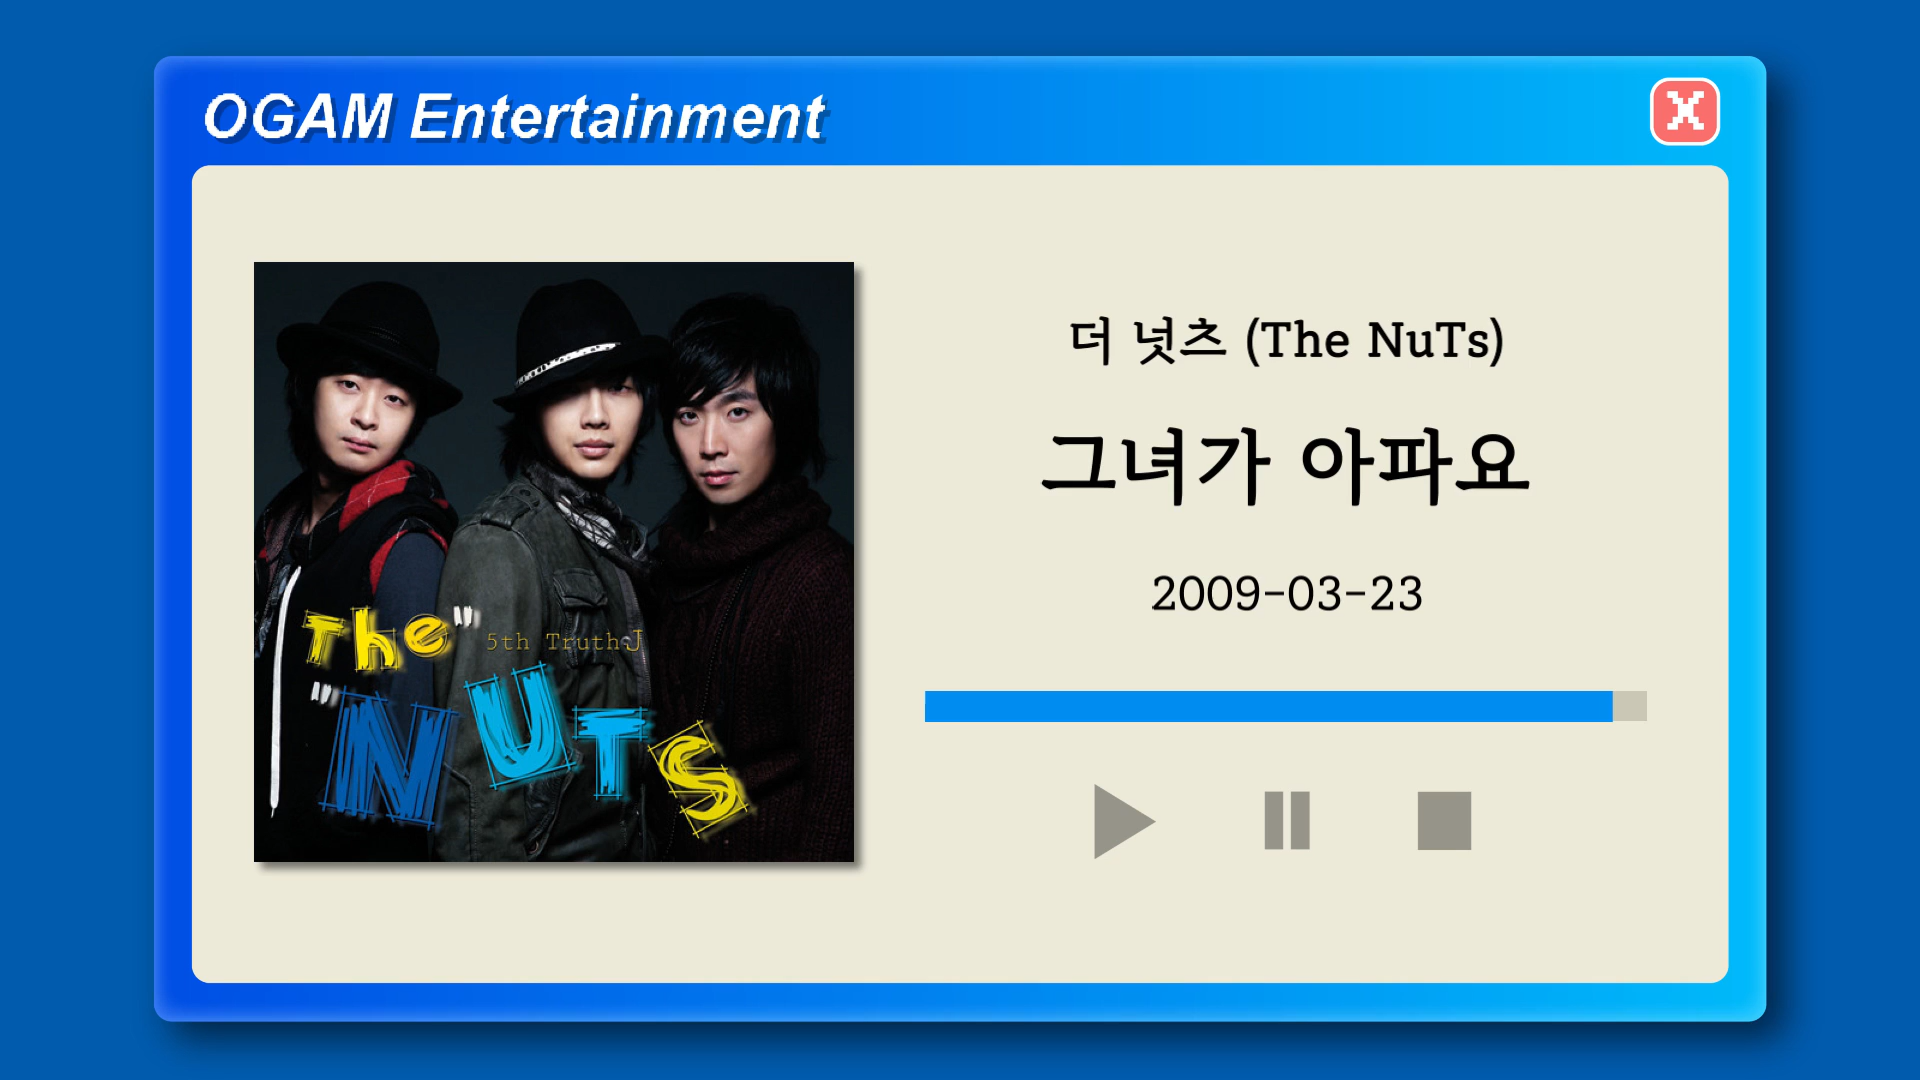 OGAM Entertainment
X
더 넛츠 (The NuTs)
그녀가 아파요
2009-03-23
The"
5th TruthJ
"NUTS